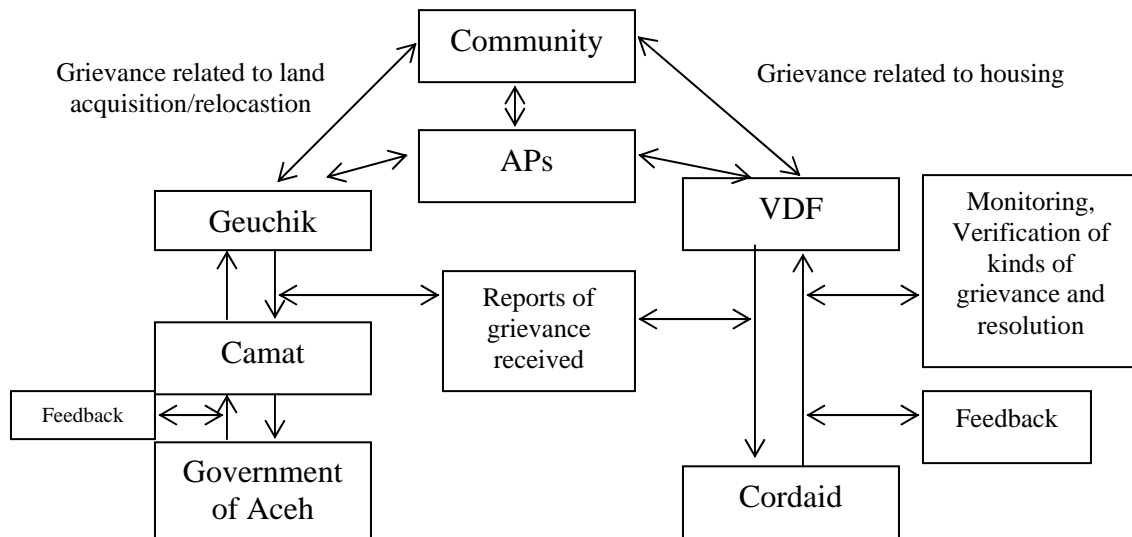 Community
Grievance related to land
acquisition/relocastion
Grievance related to housing
APs
Geuchik
VDF
Monitoring,
Verification of
kinds of
grievance and
resolution
Reports of
grievance
received
Camat
Feedback
Feedback
Government
of Aceh
Cordaid